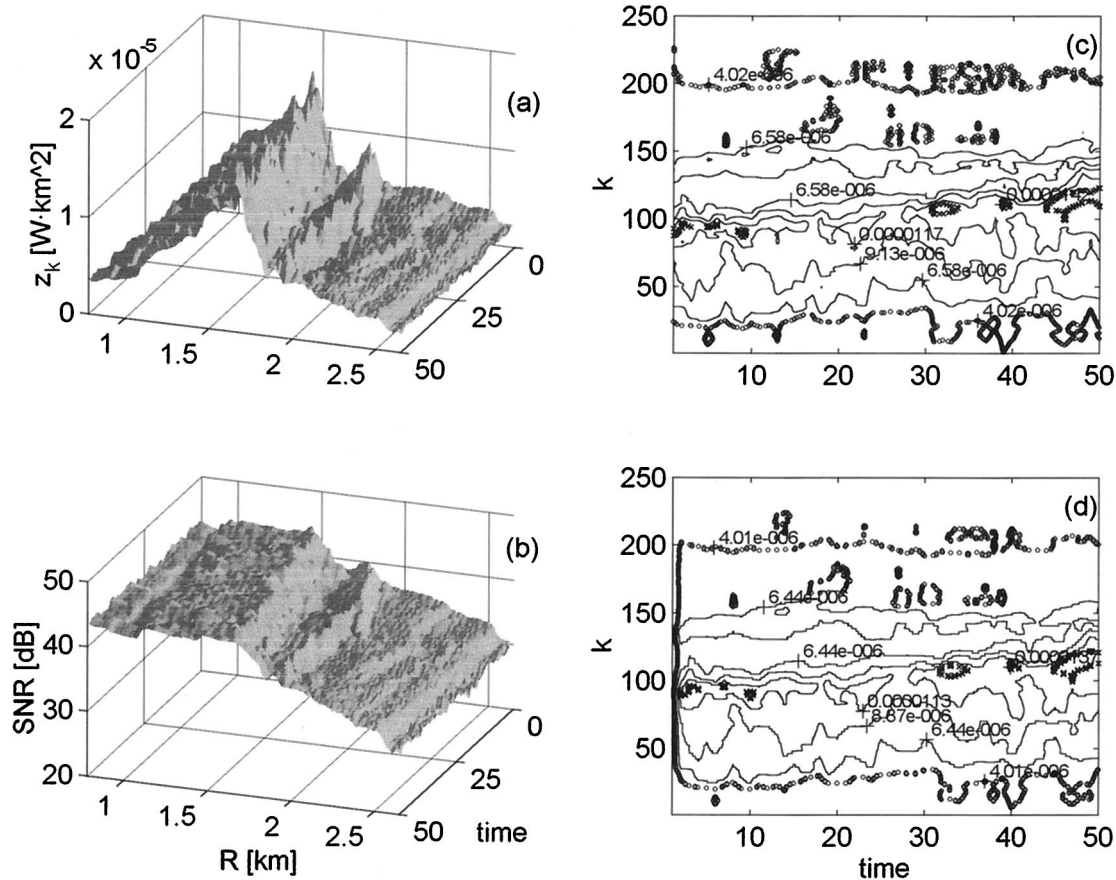 x 10^-5
(a)
2
1
0
z_k [W·km^2]
1
1.5
2
2.5
0
25
50
(b)
50
40
30
20
SNR [dB]
1
1.5
2
2.5
0
25
50
time
R [km]
(c)
250
200
150
100
50
k
4.02e-006
6.58e-006
6.58e-006
0.0000117
9.13e-006
6.58e-006
4.02e-006
10
20
30
40
50
(d)
250
200
150
100
50
k
4.01e-006
6.44e-006
6.44e-006
0.0000113
8.87e-006
6.44e-006
4.01e-006
10
20
30
40
50
time